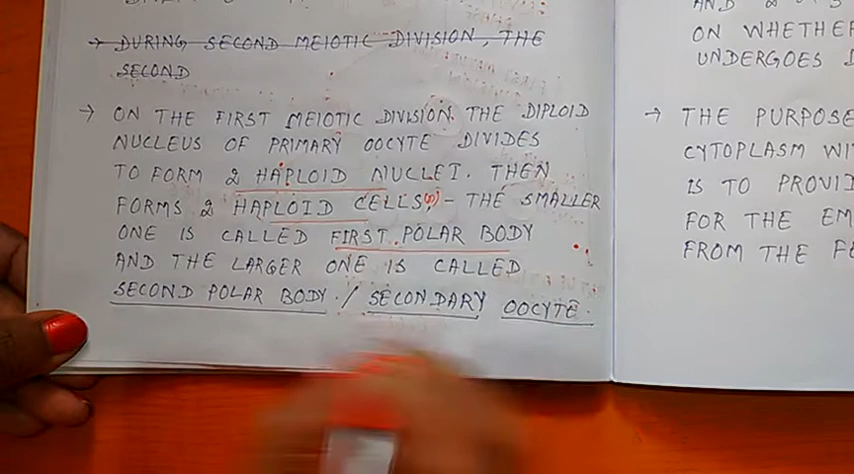 → DURING SECOND MEIOTIC DIVISION, THE
SECOND
→ ON THE FIRST MEIOTIC DIVISION THE DIPLOID
NUCLEUS OF PRIMARY OOCYTE DIVIDES
TO FORM 2 HAPLOID NUCLEI. THEN
FORMS 2 HAPLOID CELLS(n) - THE SMALLER
ONE IS CALLED FIRST POLAR BODY
AND THE LARGER ONE IS CALLED
SECOND POLAR BODY / SECONDARY OOCYTE.
ON WHETHER
UNDERGOES
→ THE PURPOSE
CYTOPLASM WI
IS TO PROVID
FOR THE EM
FROM THE F